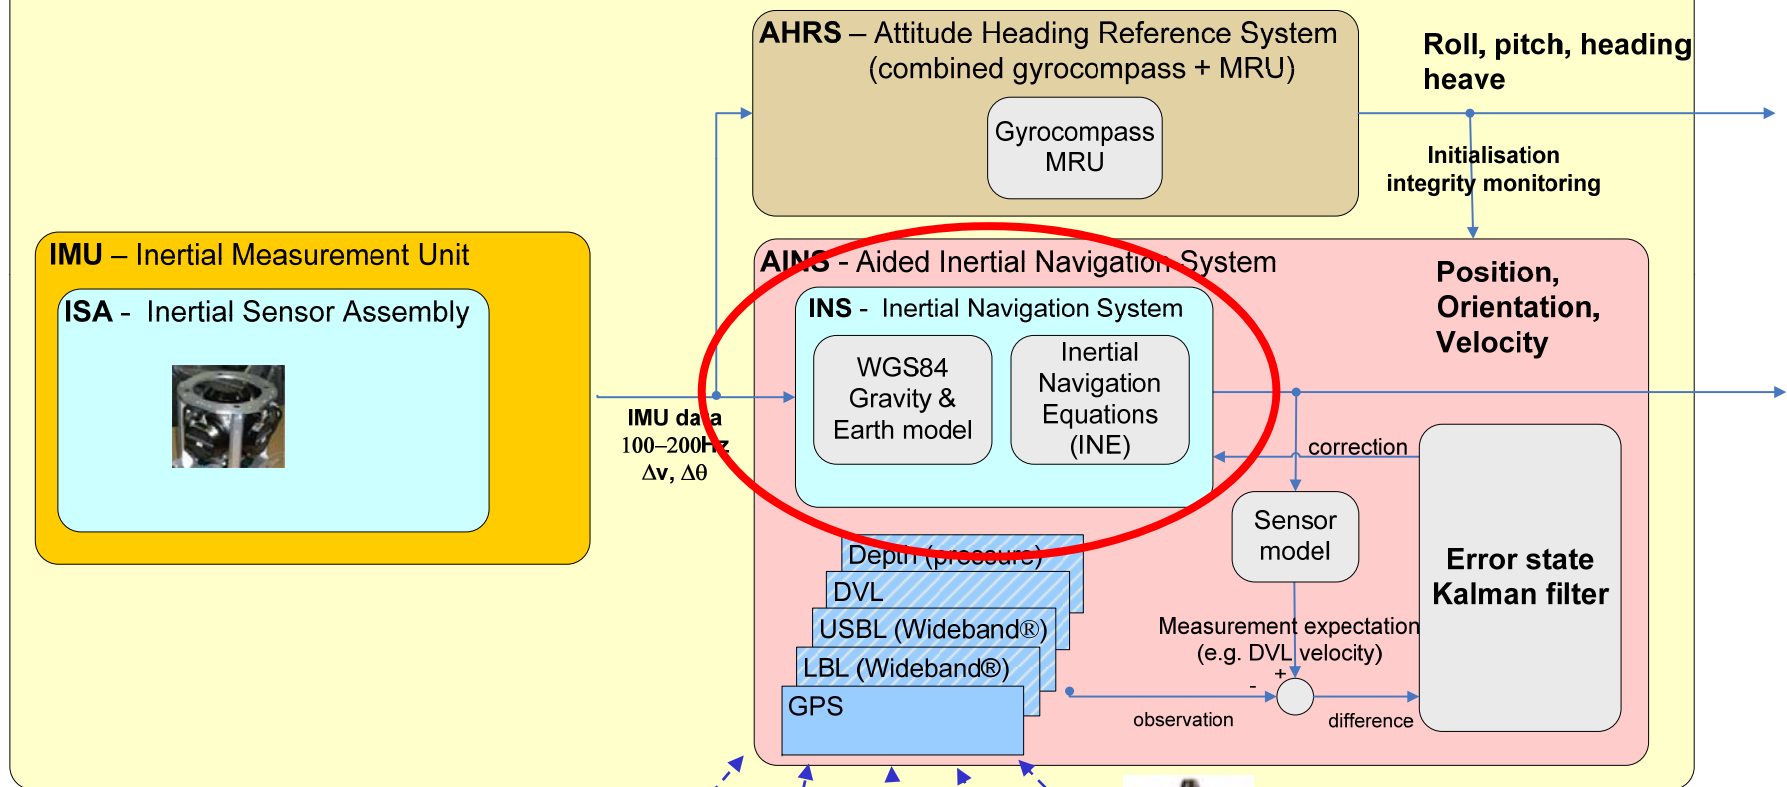 AHRS – Attitude Heading Reference System
(combined gyrocompass + MRU)
Gyrocompass
MRU
Roll, pitch, heading
heave
Initialisation
integrity monitoring
IMU – Inertial Measurement Unit
ISA - Inertial Sensor Assembly
IMU data
100–200Hz
Δv, Δθ
AINS - Aided Inertial Navigation System
INS - Inertial Navigation System
WGS84
Gravity &
Earth model
Inertial
Navigation
Equations
(INE)
Position,
Orientation,
Velocity
correction
Sensor
model
Error state
Kalman filter
Measurement expectation
(e.g. DVL velocity)
+
-
observation
difference
Depth (pressure)
DVL
USBL (Wideband®)
LBL (Wideband®)
GPS